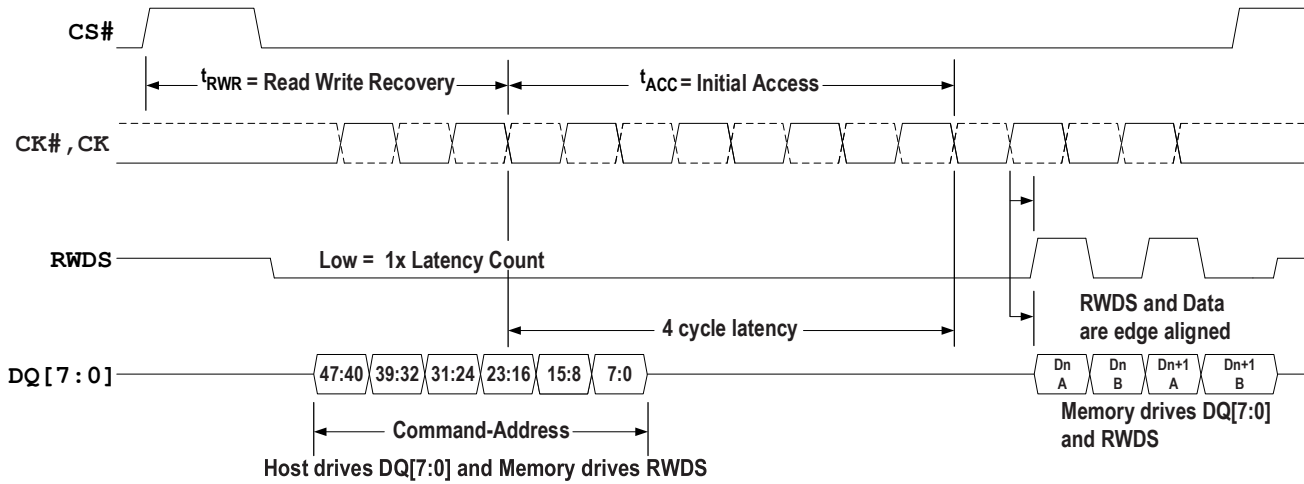 CS#
tRWR = Read Write Recovery
tACC = Initial Access
CK#,CK
RWDS
Low = 1x Latency Count
4 cycle latency
RWDS and Data
are edge aligned
DQ[7:0]
47:40 39:32 31:24 23:16 15:8 7:0
Dn Dn Dn+1 Dn+1
A B A B
Command-Address
Memory drives DQ[7:0]
and RWDS
Host drives DQ[7:0] and Memory drives RWDS